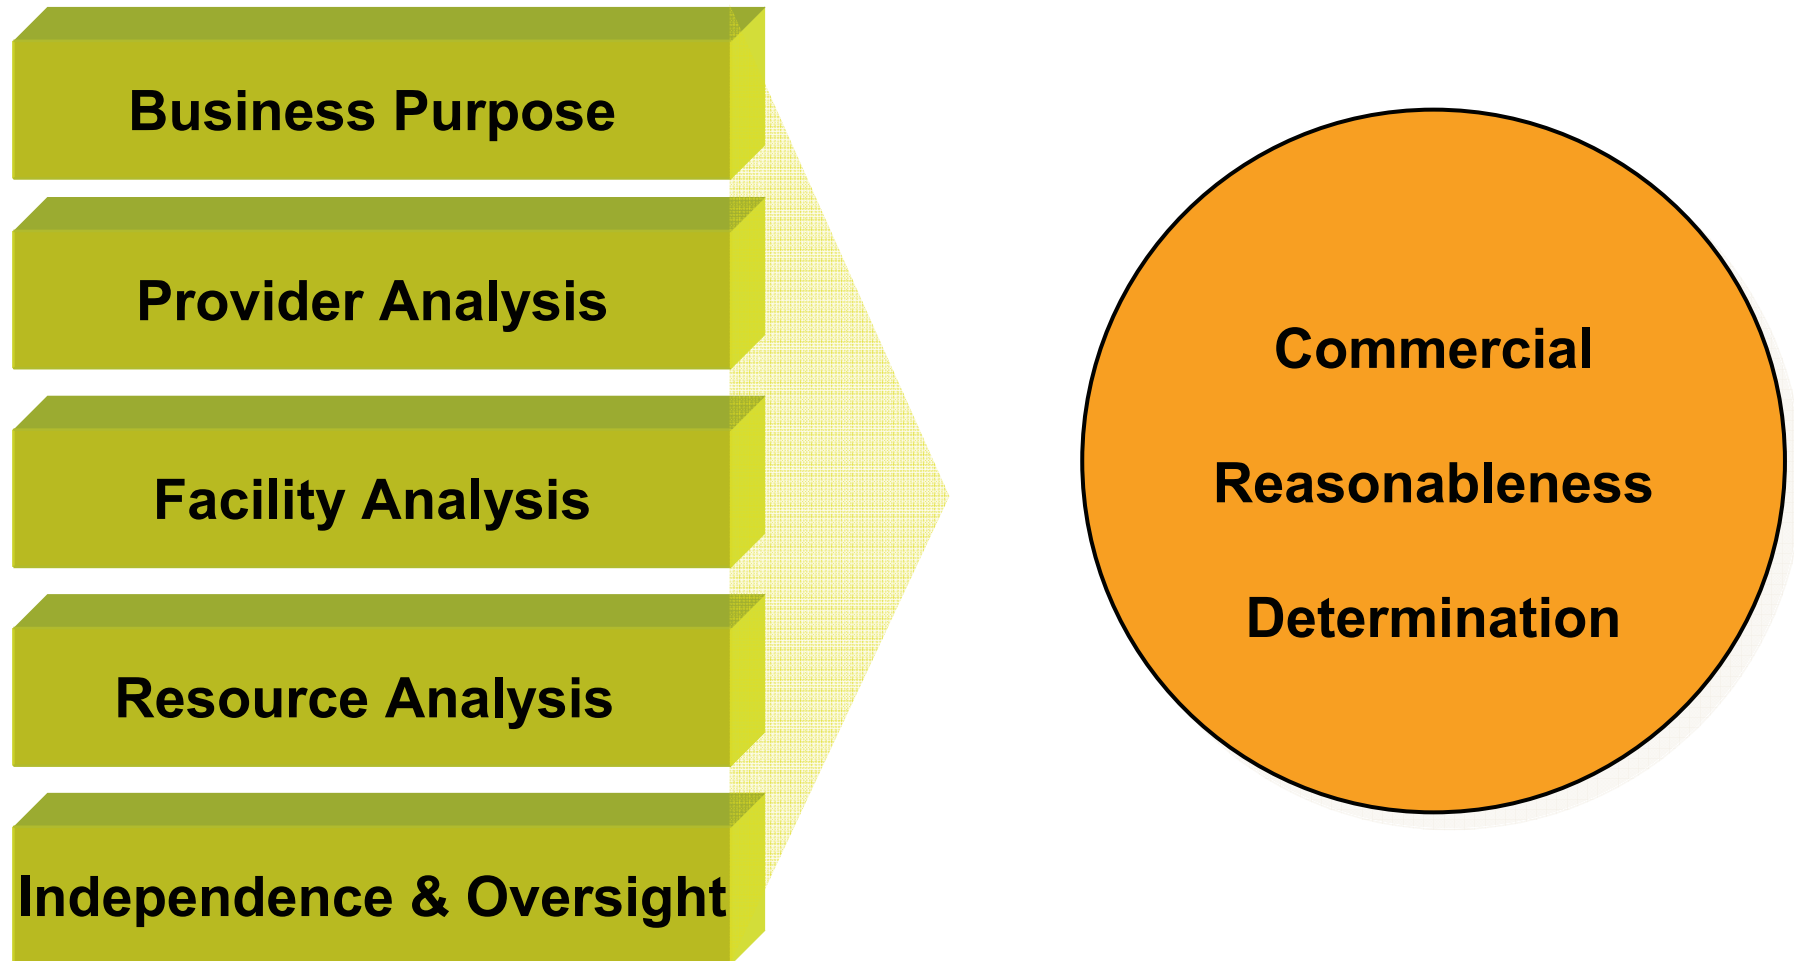 Business Purpose
Provider Analysis
Facility Analysis
Resource Analysis
Independence & Oversight
Commercial
Reasonableness
Determination